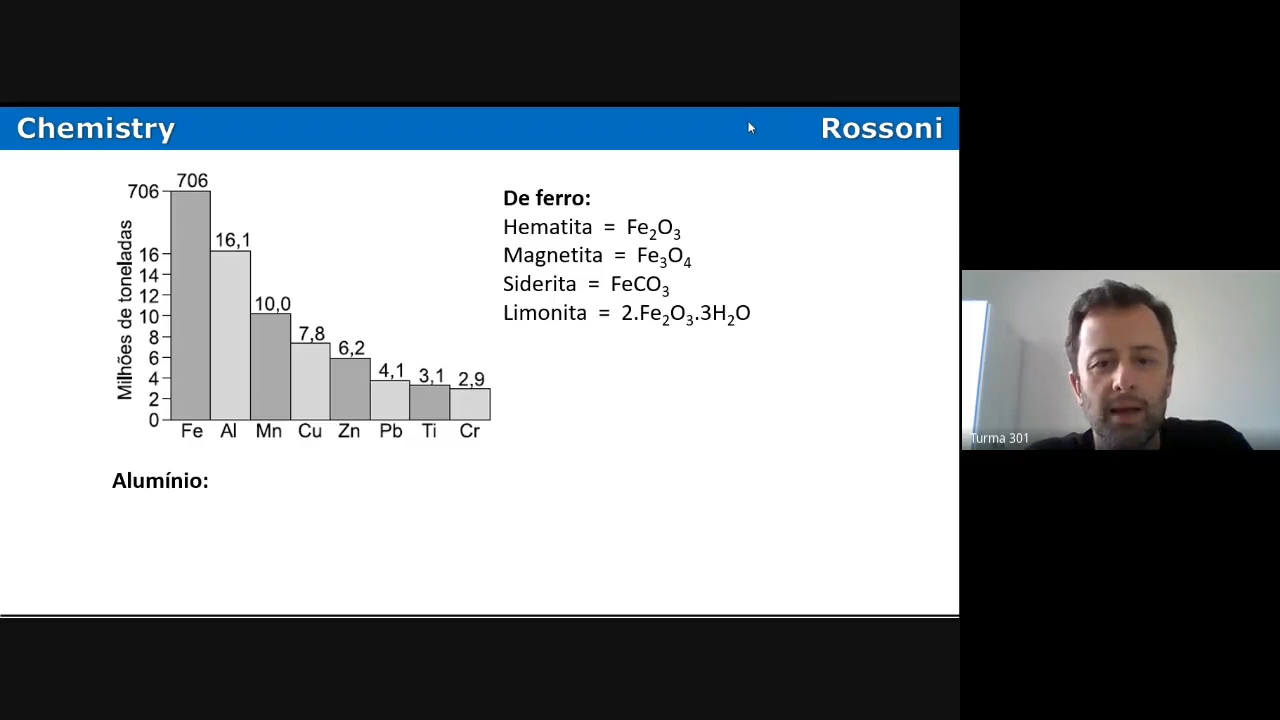 Chemistry
Rossoni
Milhões de toneladas
706
16
14
12
10
8
6
4
2
0
706
16,1
10,0
7,8
6,2
4,1
3,1
2,9
Fe Al Mn Cu Zn Pb Ti Cr
De ferro:
Hematita = Fe₂O₃
Magnetita = Fe₃O₄
Siderita = FeCO₃
Limonita = 2.Fe₂O₃.3H₂O
Alumínio:
Turma 301